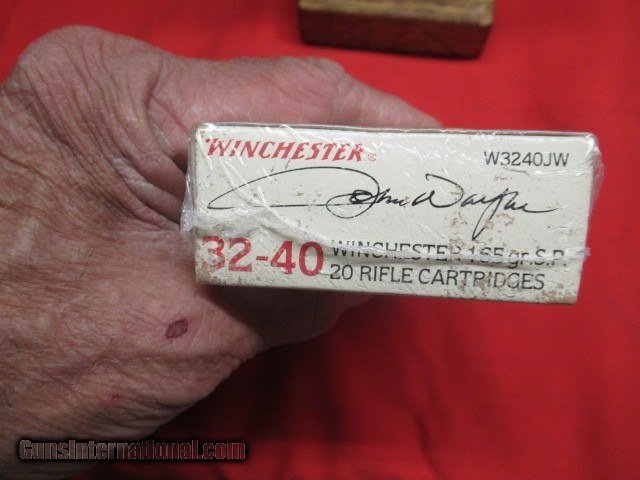 WINCHESTER® W3240JW
John Wayne
32-40 WINCHESTER 165 gr. S.P.
20 RIFLE CARTRIDGES
GunsInternational.com